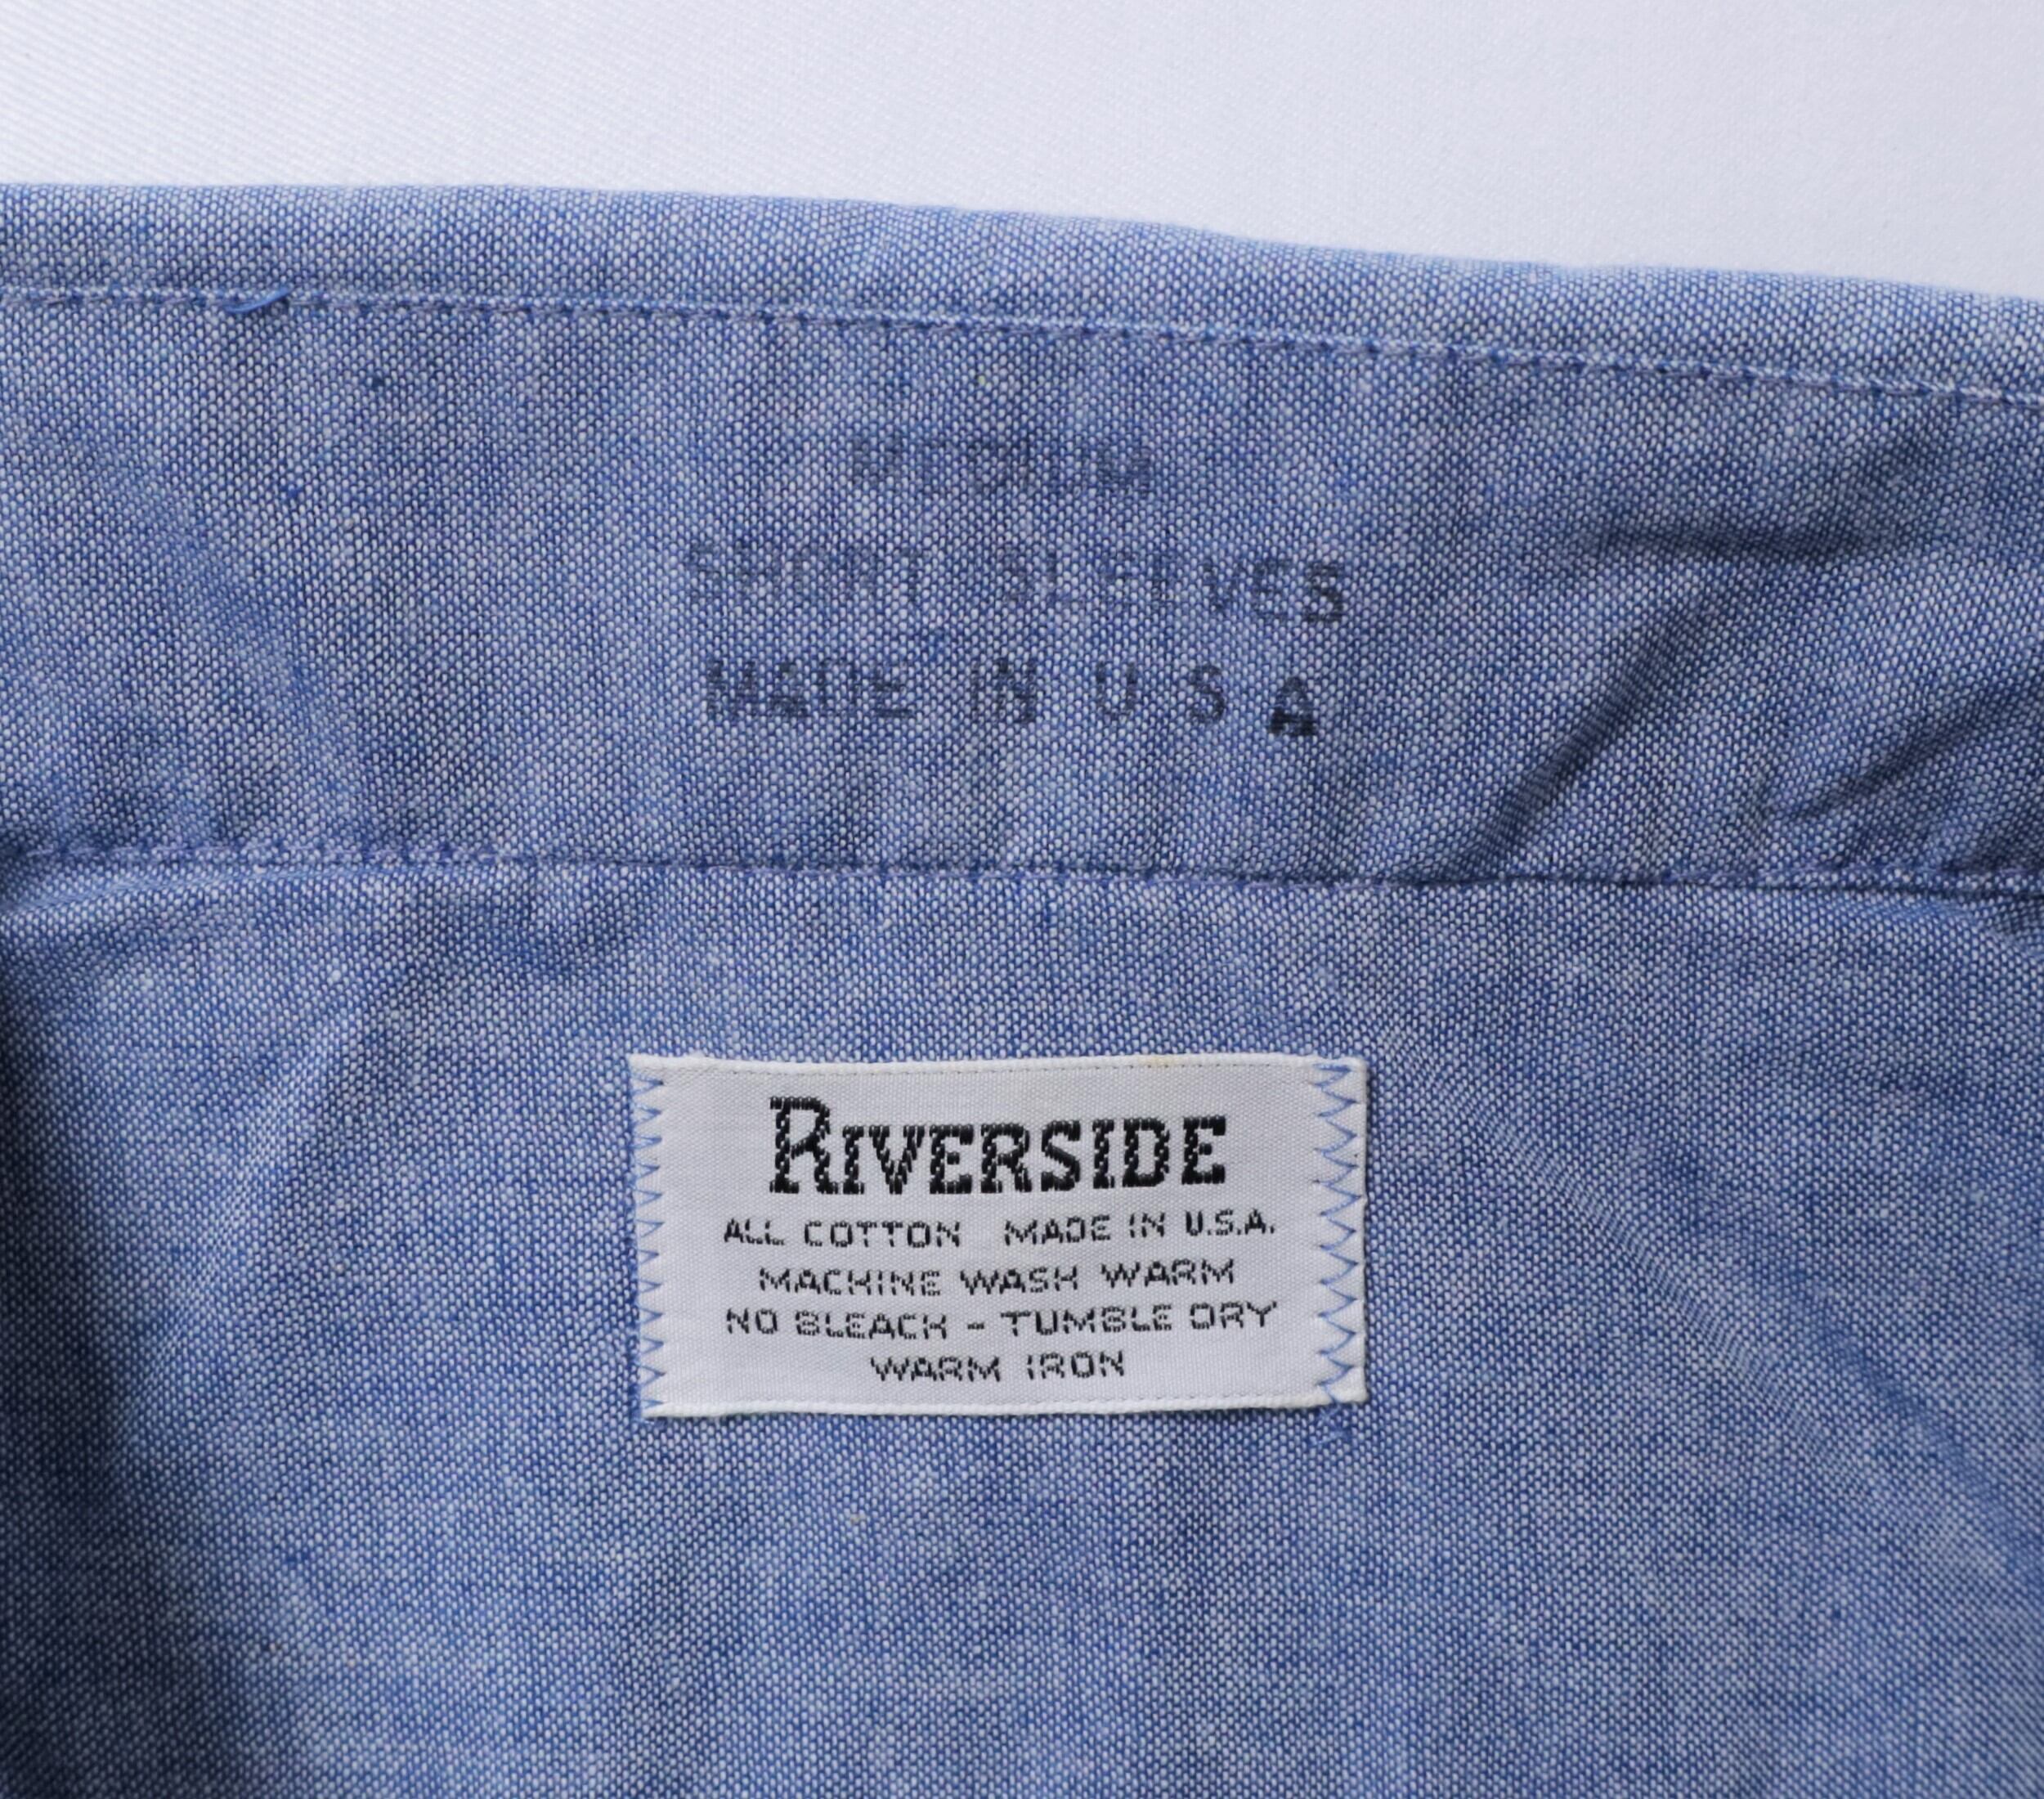 MEDIUM
SHORT SLEEVES
MADE IN U S A
RIVERSIDE
ALL COTTON MADE IN U.S.A.
MACHINE WASH WARM
NO BLEACH - TUMBLE DRY
WARM IRON